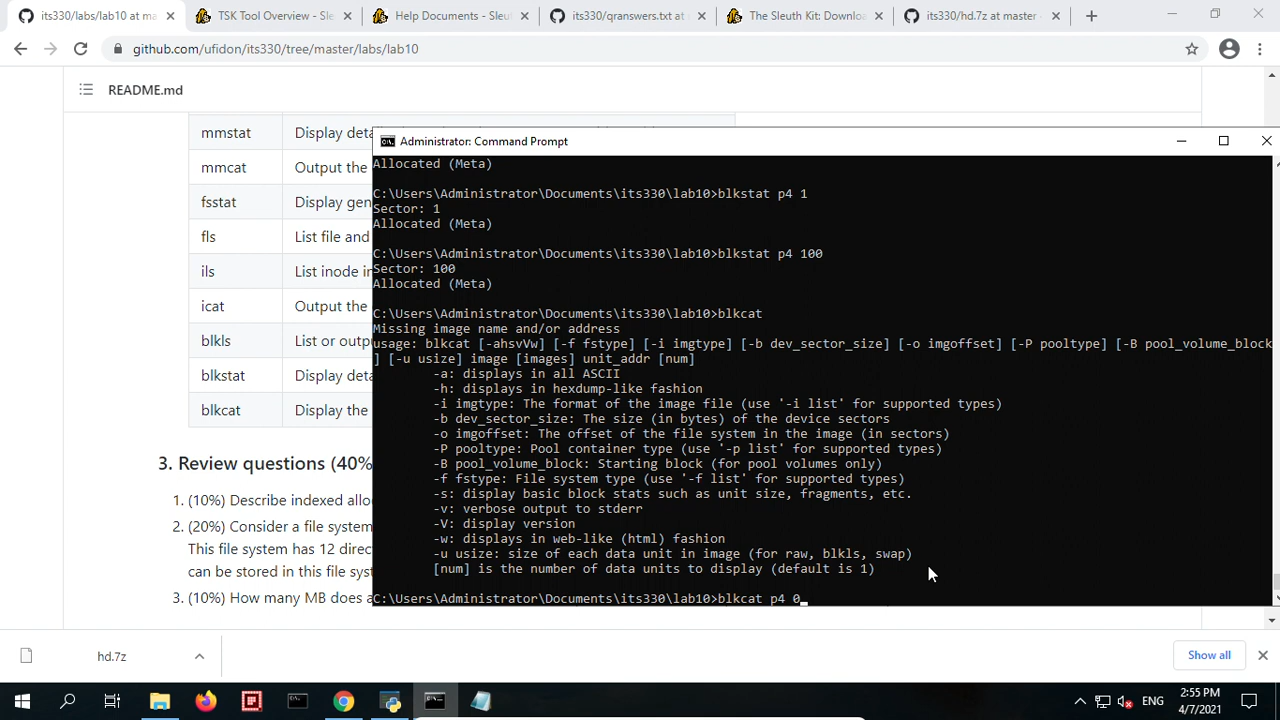 its330/labs/lab10 at ma
TSK Tool Overview - Sle
Help Documents - Sleut
its330/qranswers.txt at
The Sleuth Kit: Downloa
its330/hd.7z at master ·
github.com/ufidon/its330/tree/master/labs/lab10
README.md
mmstat Display deta
mmcat Output the
fsstat Display gen
fls List file and
ils List inode in
icat Output the
blkls List or outpu
blkstat Display deta
blkcat Display the
3. Review questions (40%
1. (10%) Describe indexed allo
2. (20%) Consider a file system
This file system has 12 direc
can be stored in this file syst
3. (10%) How many MB does a
Administrator: Command Prompt
Allocated (Meta)
C:\Users\Administrator\Documents\its330\lab10>blkstat p4 1
Sector: 1
Allocated (Meta)
C:\Users\Administrator\Documents\its330\lab10>blkstat p4 100
Sector: 100
Allocated (Meta)
C:\Users\Administrator\Documents\its330\lab10>blkcat
Missing image name and/or address
usage: blkcat [-ahsvVw] [-f fstype] [-i imgtype] [-b dev_sector_size] [-o imgoffset] [-P pooltype] [-B pool_volume_block
] [-u usize] image [images] unit_addr [num]
-a: displays in all ASCII
-h: displays in hexdump-like fashion
-i imgtype: The format of the image file (use '-i list' for supported types)
-b dev_sector_size: The size (in bytes) of the device sectors
-o imgoffset: The offset of the file system in the image (in sectors)
-P pooltype: Pool container type (use '-p list' for supported types)
-B pool_volume_block: Starting block (for pool volumes only)
-f fstype: File system type (use '-f list' for supported types)
-s: display basic block stats such as unit size, fragments, etc.
-v: verbose output to stderr
-V: display version
-w: displays in web-like (html) fashion
-u usize: size of each data unit in image (for raw, blkls, swap)
[num] is the number of data units to display (default is 1)
C:\Users\Administrator\Documents\its330\lab10>blkcat p4 0_
hd.7z
Show all
ENG
2:55 PM
4/7/2021